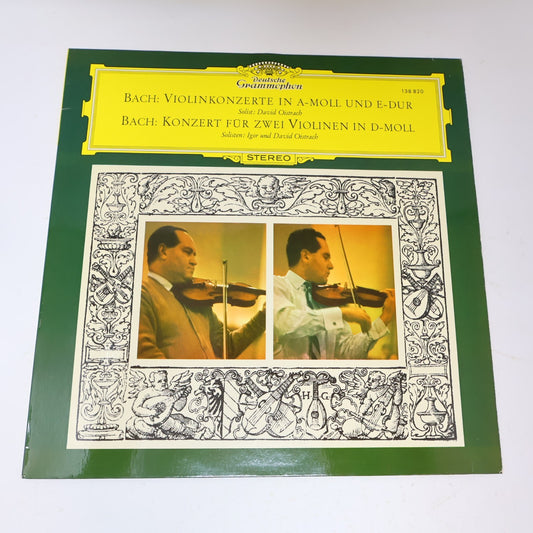 Deutsche
Grammophon
138 820
BACH: VIOLINKONZERTE IN A-MOLL UND E-DUR
Solist: David Oistrach
BACH: KONZERT FÜR ZWEI VIOLINEN IN D-MOLL
Solisten: Igor und David Oistrach
STEREO
H G